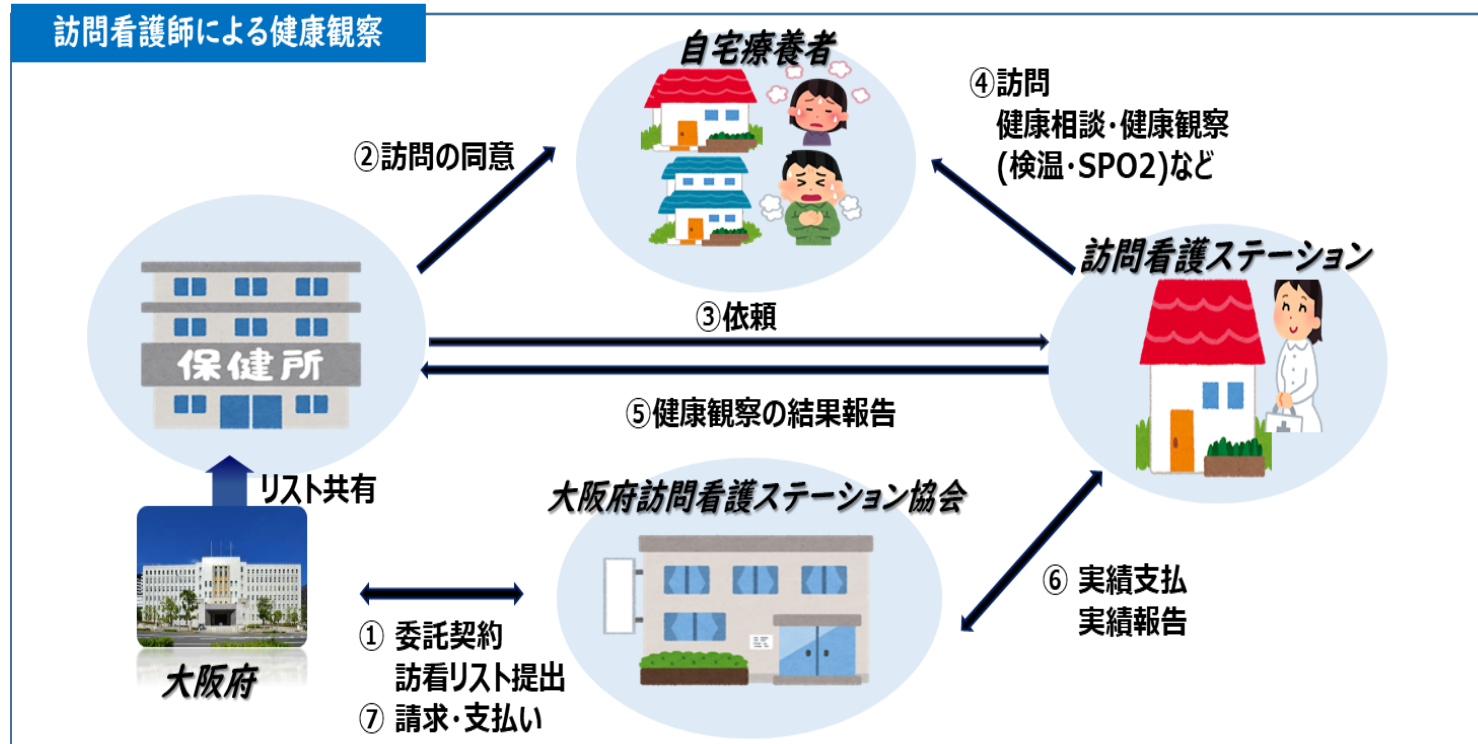 訪問看護師による健康観察
自宅療養者
②訪問の同意
④訪問
健康相談・健康観察
(検温・SPO2)など
訪問看護ステーション
③依頼
保健所
⑤健康観察の結果報告
リスト共有
大阪府訪問看護ステーション協会
⑥ 実績支払
実績報告
① 委託契約
訪看リスト提出
⑦ 請求・支払い
大阪府